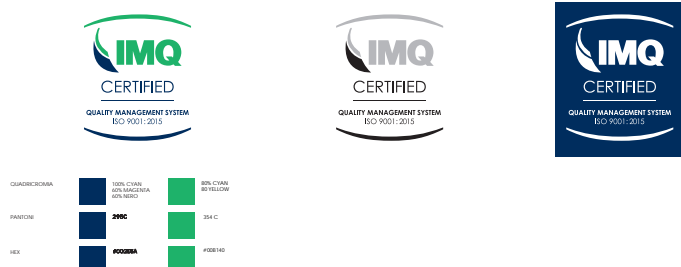 IMQ
CERTIFIED
QUALITY MANAGEMENT SYSTEM
ISO 9001:2015
IMQ
CERTIFIED
QUALITY MANAGEMENT SYSTEM
ISO 9001:2015
IMQ
CERTIFIED
QUALITY MANAGEMENT SYSTEM
ISO 9001:2015
QUADRICROMIA
100% CYAN
60% MAGENTA
60% NERO
80% CYAN
80 YELLOW
PANTONI
354 C
HEX
#00B140